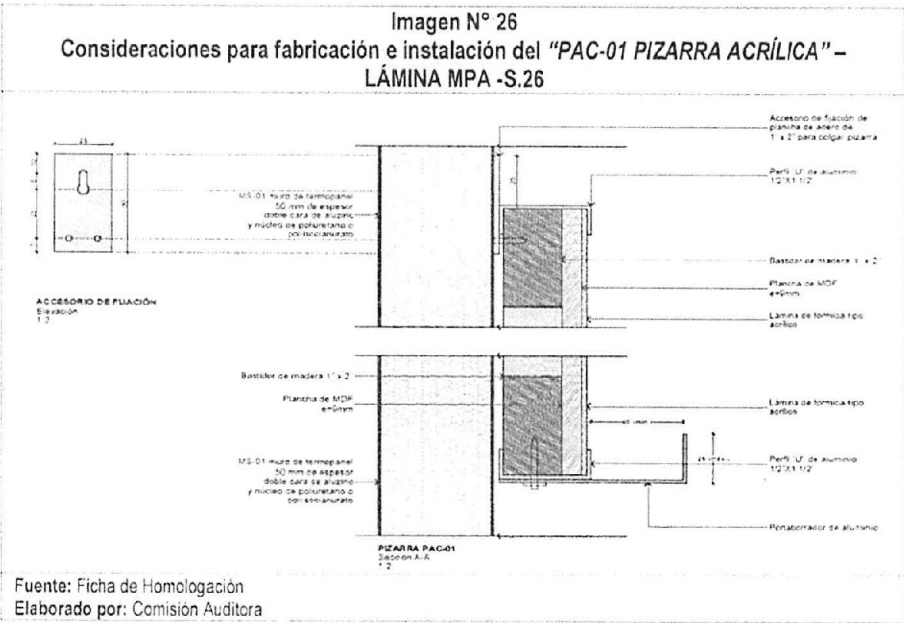 Imagen N° 26
Consideraciones para fabricación e instalación del "PAC-01 PIZARRA ACRÍLICA" –
LÁMINA MPA -S.26
Accesorio de fijación de
plancha de acero de
1" x 2" para colgar pizarra
Perfil "U" de aluminio
1/2"X1 1/2"
MS-01 muro de termopanel
50 mm de espesor
doble cara de aluzinc
y núcleo de poliuretano o
poliisocianurato
Bastidor de madera 1" x 2"
Plancha de MDF
e=9mm
Lámina de formica tipo
acrílico
ACCESORIO DE FIJACIÓN
Elevación
1:2
Bastidor de madera 1" x 2"
Plancha de MDF
e=9mm
Lámina de formica tipo
acrílico
MS-01 muro de termopanel
50 mm de espesor
doble cara de aluzinc
y núcleo de poliuretano o
poliisocianurato
Perfil "U" de aluminio
1/2"X1 1/2"
Portaborrador de aluminio
PIZARRA PAC-01
Sección A-A
1:2
Fuente: Ficha de Homologación
Elaborado por: Comisión Auditora